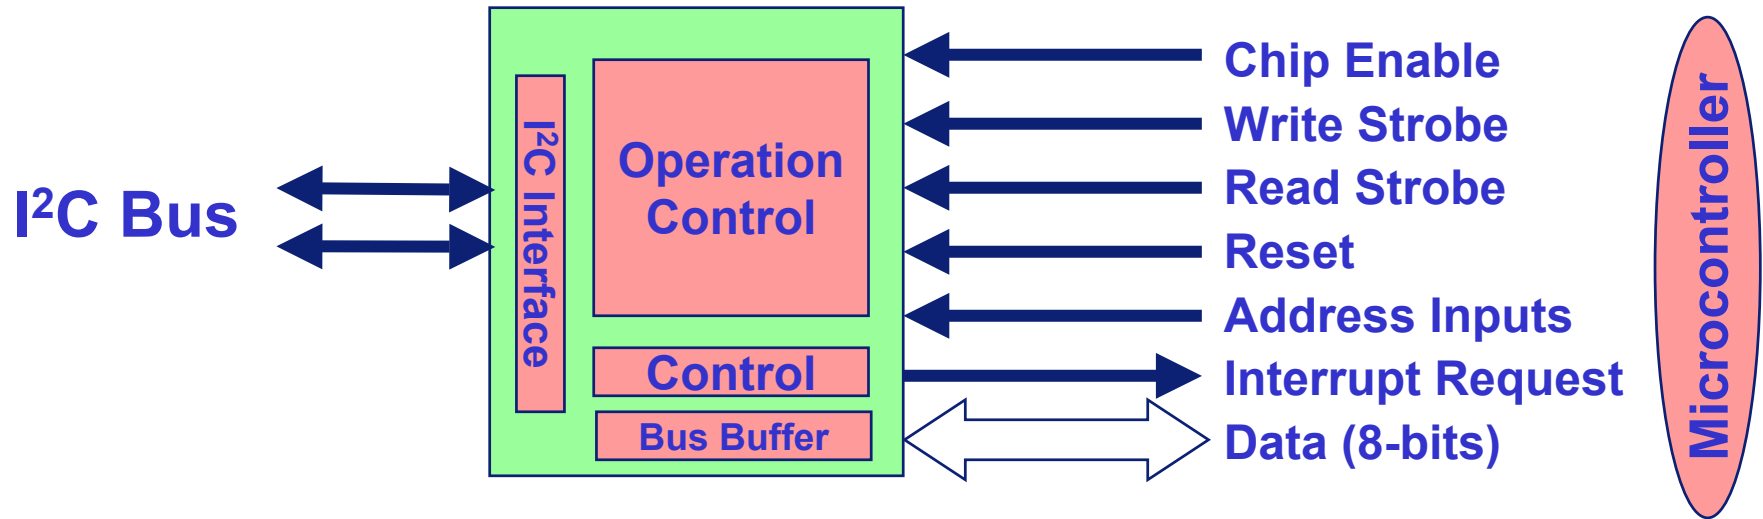 I²C Bus
I²C Interface
Operation
Control
Control
Bus Buffer
Chip Enable
Write Strobe
Read Strobe
Reset
Address Inputs
Interrupt Request
Data (8-bits)
Microcontroller